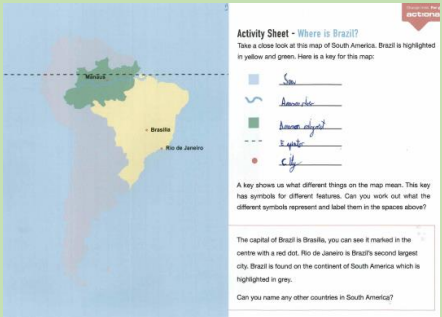 actiona
Activity Sheet - Where is Brazil?
Take a close look at this map of South America. Brazil is highlighted
in yellow and green. Here is a key for this map:
Sea
Equator
City
A key shows us what different things on the map mean. This key
has symbols for different features. Can you work out what the
different symbols represent and label them in the spaces above?
The capital of Brazil is Brasilia, you can see it marked in the
centre with a red dot. Rio de Janeiro is Brazil's second largest
city. Brazil is found on the continent of South America which is
highlighted in grey.
Can you name any other countries in South America?
Manaus
Brasilia
Rio de Janeiro